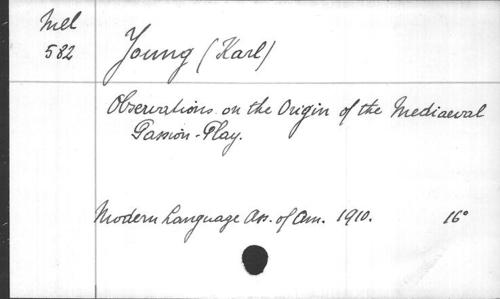 Mel
582
Young (Karl)
Observations on the Origin of the Mediaeval
Passion-Play.
Modern Language Ass. of Am. 1910. 16°